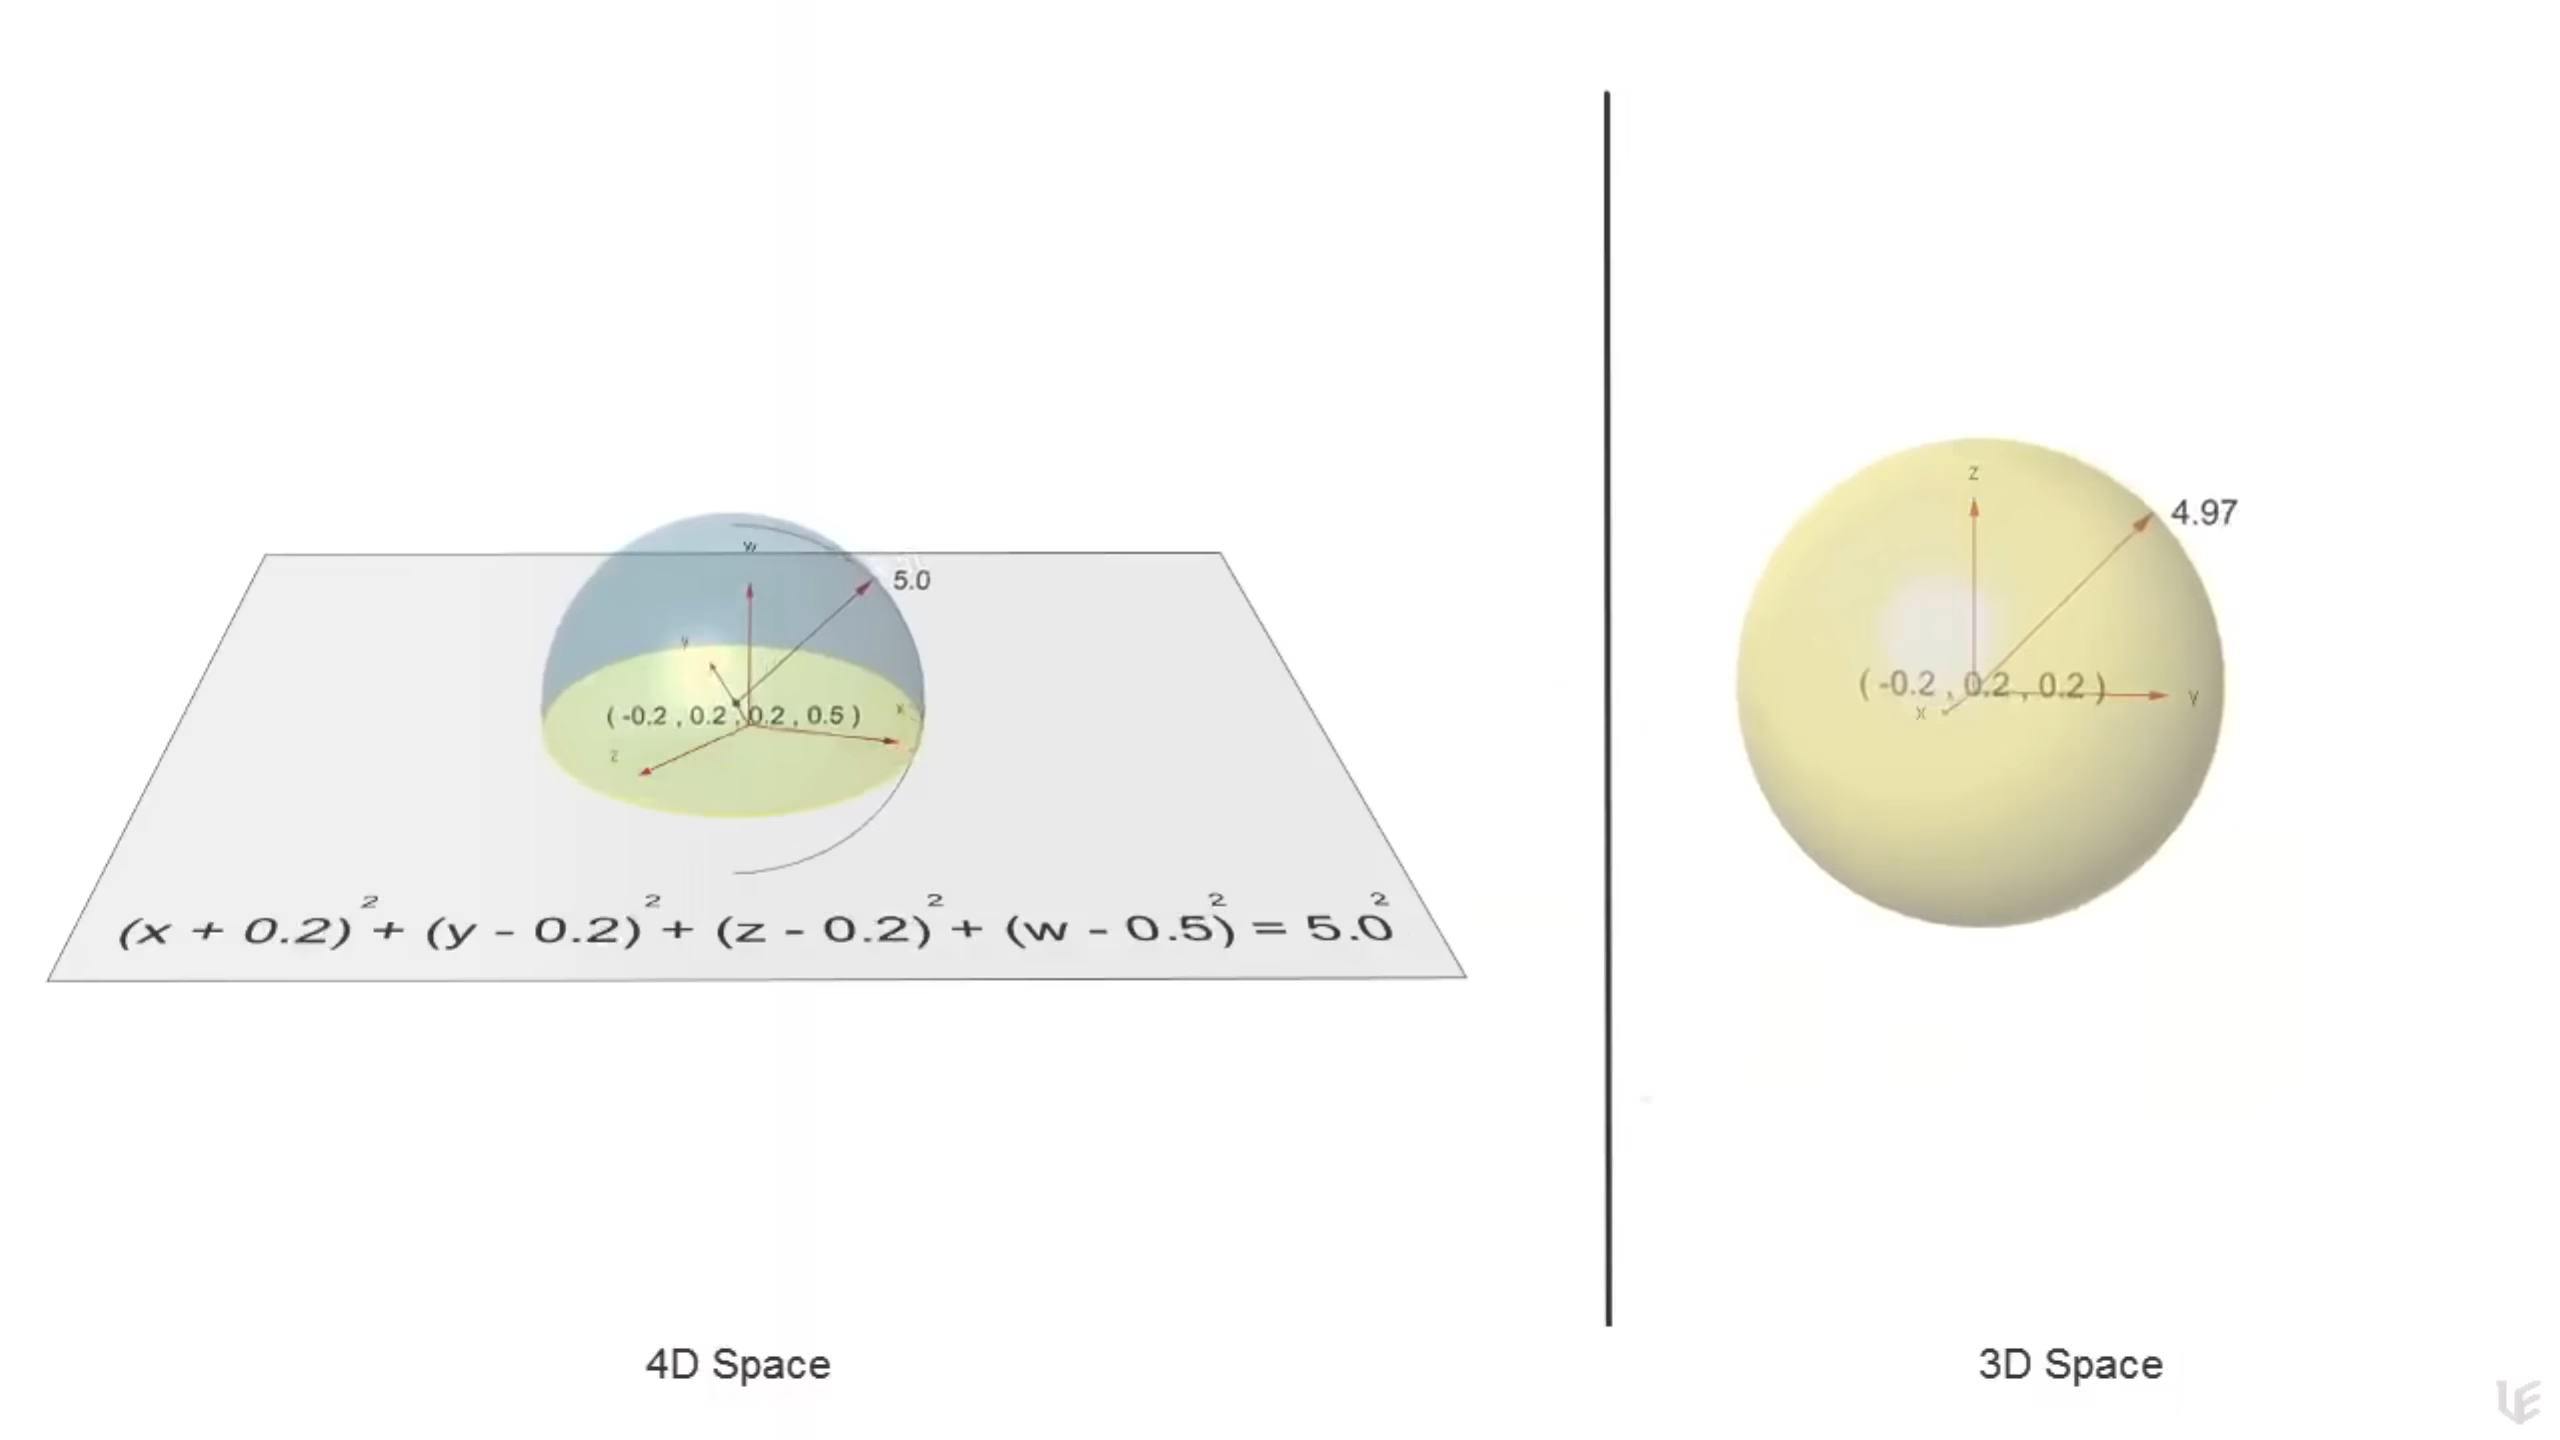 w
5.0
y
( -0.2 , 0.2 , 0.2 , 0.5 )
x
z
(x + 0.2)² + (y - 0.2)² + (z - 0.2)² + (w - 0.5)² = 5.0²
4D Space
z
4.97
( -0.2 , 0.2 , 0.2 )
x
y
3D Space